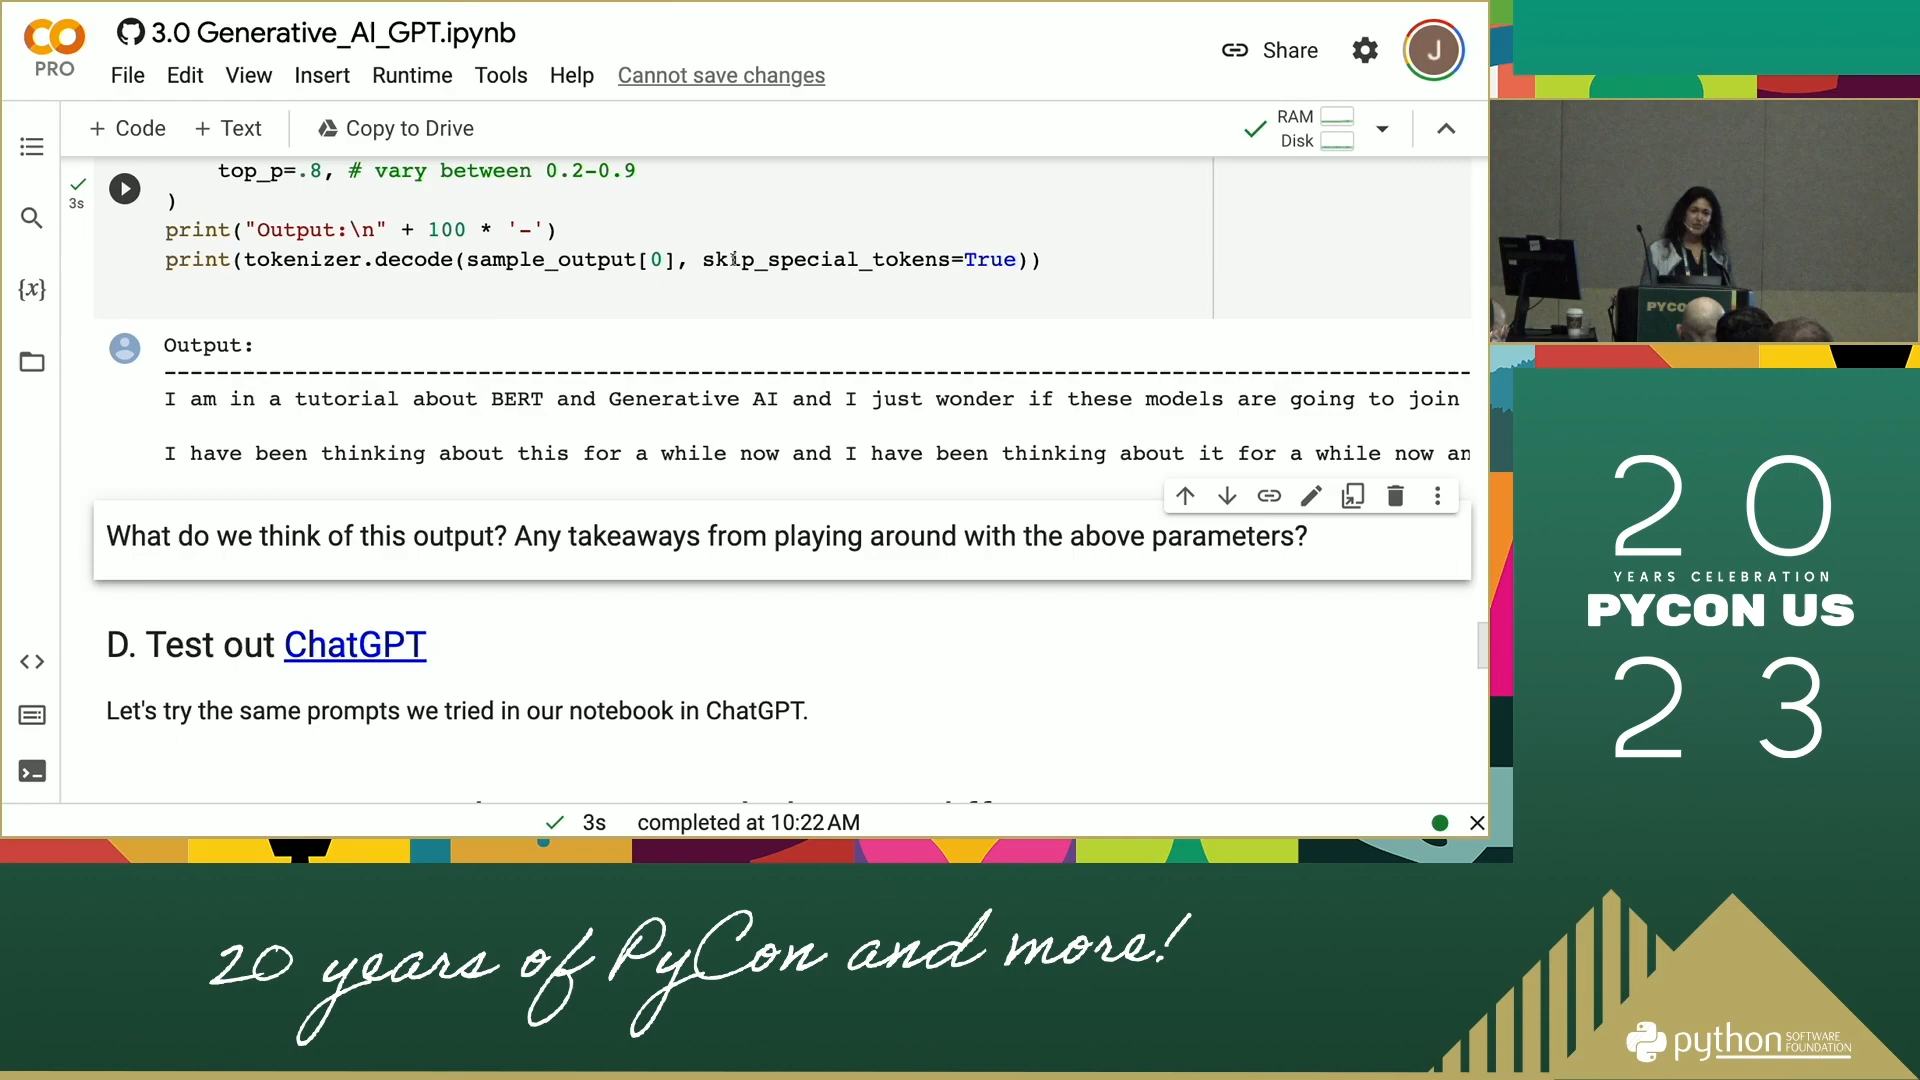 3.0 Generative_AI_GPT.ipynb
PRO
File Edit View Insert Runtime Tools Help Cannot save changes
Share
J
+ Code + Text Copy to Drive
RAM
Disk
top_p=.8, # vary between 0.2-0.9
3s
)
print("Output:\n" + 100 * '-')
print(tokenizer.decode(sample_output[0], skip_special_tokens=True))
{x}
Output:
----------------------------------------------------------------------------------------------------
I am in a tutorial about BERT and Generative AI and I just wonder if these models are going to join
I have been thinking about this for a while now and I have been thinking about it for a while now an
What do we think of this output? Any takeaways from playing around with the above parameters?
D. Test out ChatGPT
Let's try the same prompts we tried in our notebook in ChatGPT.
3s completed at 10:22 AM
PYCO
20
YEARS CELEBRATION
PYCON US
23
20 years of PyCon and more!
python SOFTWARE
FOUNDATION